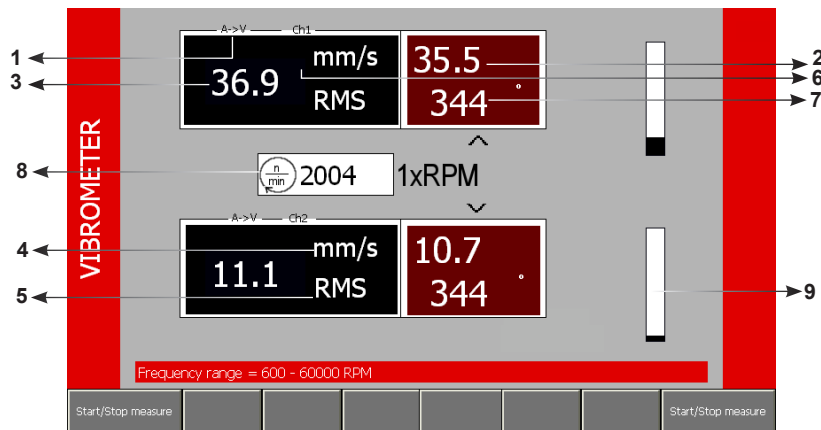 A->V Ch1
1
mm/s
35.5
2
3
36.9
6
RMS
344 °
7
VIBROMETER
8
n
min
2004
1xRPM
A->V Ch2
4
mm/s
10.7
11.1
5
RMS
344 °
9
Frequency range = 600 - 60000 RPM
Start/Stop measure
Start/Stop measure